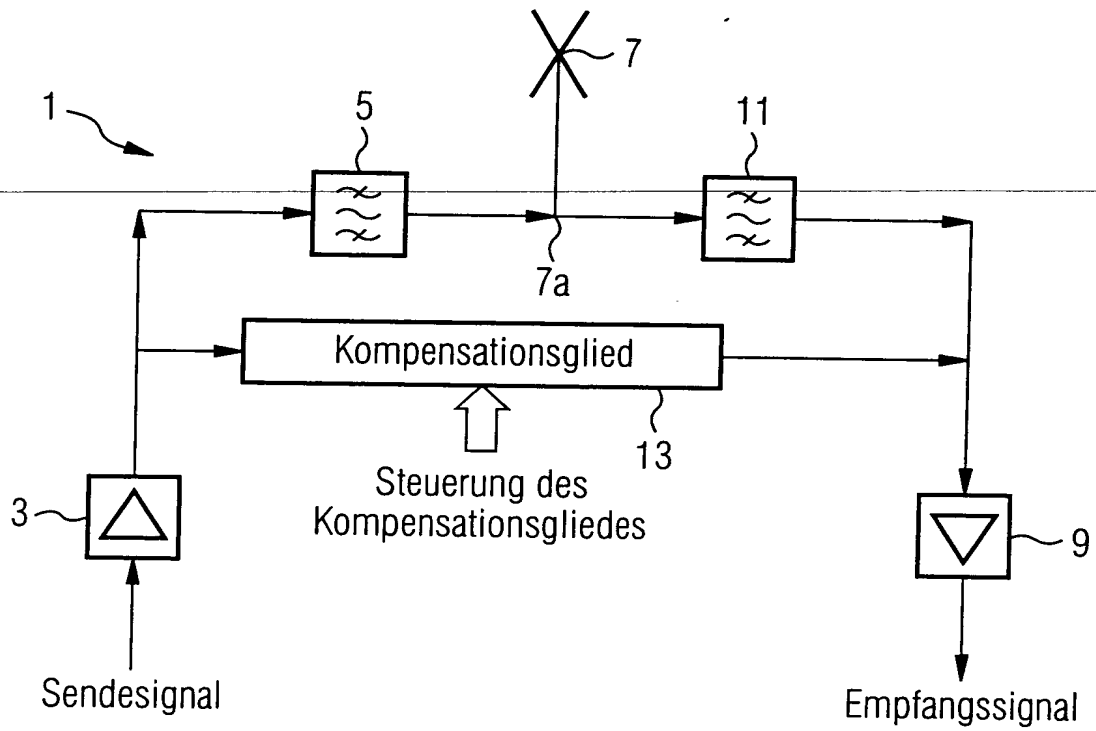 7
1
5
11
7a
Kompensationsglied
13
Steuerung des
Kompensationsgliedes
3
9
Sendesignal
Empfangssignal